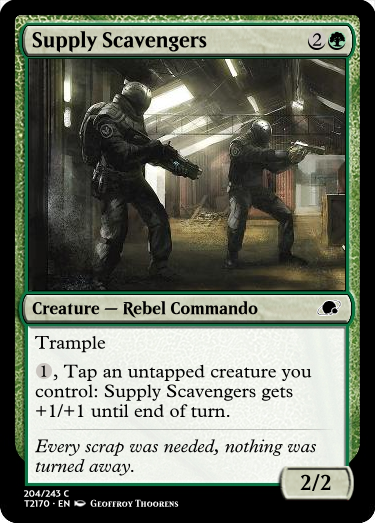 Supply Scavengers 2
Creature — Rebel Commando
Trample
1, Tap an untapped creature you
control: Supply Scavengers gets
+1/+1 until end of turn.
Every scrap was needed, nothing was
turned away.
2/2
204/243 C
T2170 · EN Geoffroy Thoorens